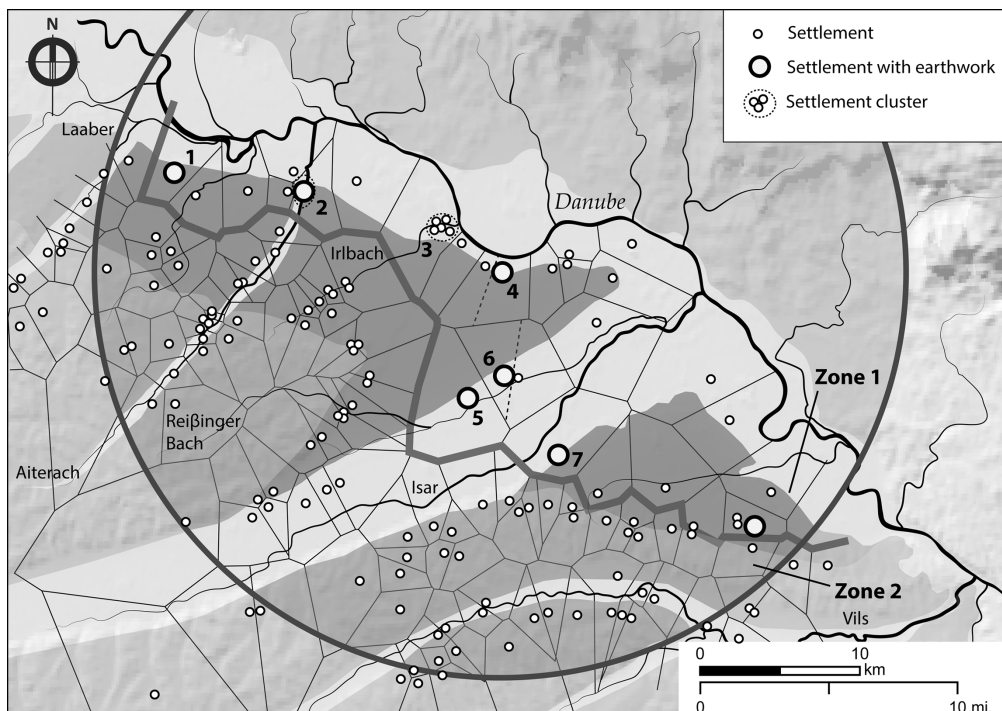 N
Settlement
Settlement with earthwork
Settlement cluster
Laaber
1
2
Danube
3
Irlbach
4
6
5
Zone 1
Reiβinger
Bach
7
Aiterach
Isar
Zone 2
Vils
0 10
km
0 10 mi